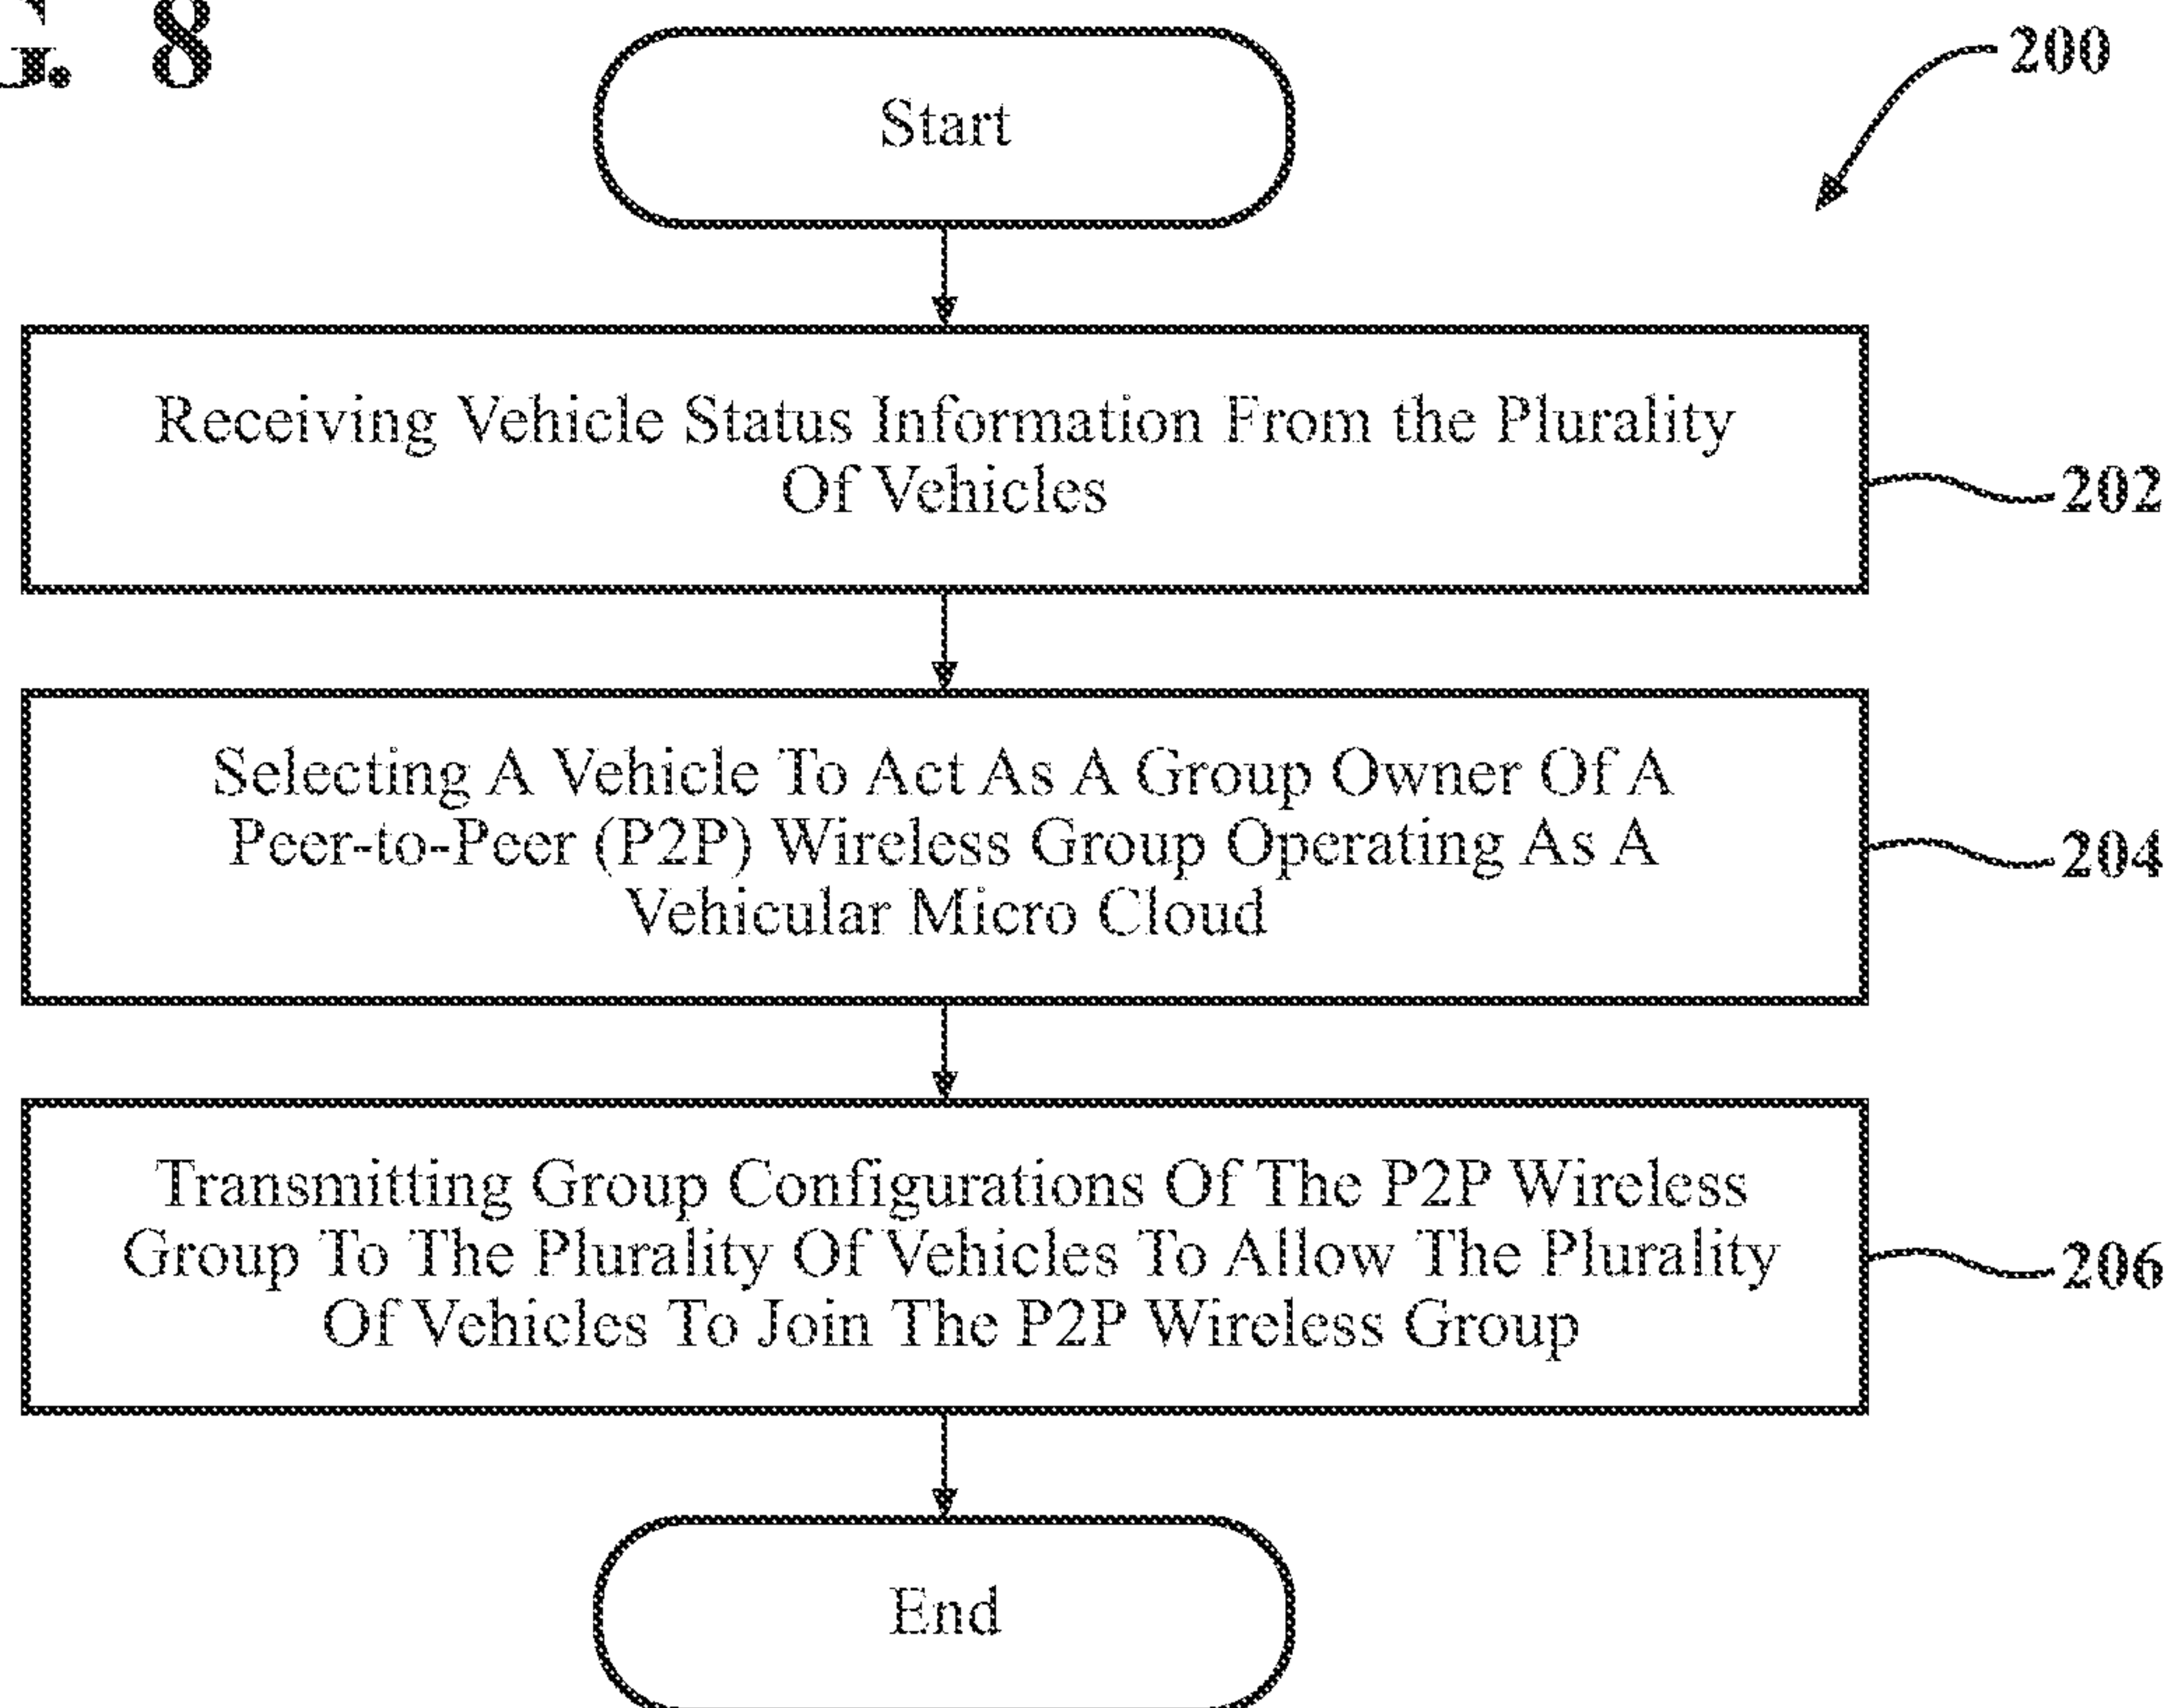 G. 8
200
Start
Receiving Vehicle Status Information From the Plurality
Of Vehicles
202
Selecting A Vehicle To Act As A Group Owner Of A
Peer-to-Peer (P2P) Wireless Group Operating As A
Vehicular Micro Cloud
204
Transmitting Group Configurations Of The P2P Wireless
Group To The Plurality Of Vehicles To Allow The Plurality
Of Vehicles To Join The P2P Wireless Group
206
End